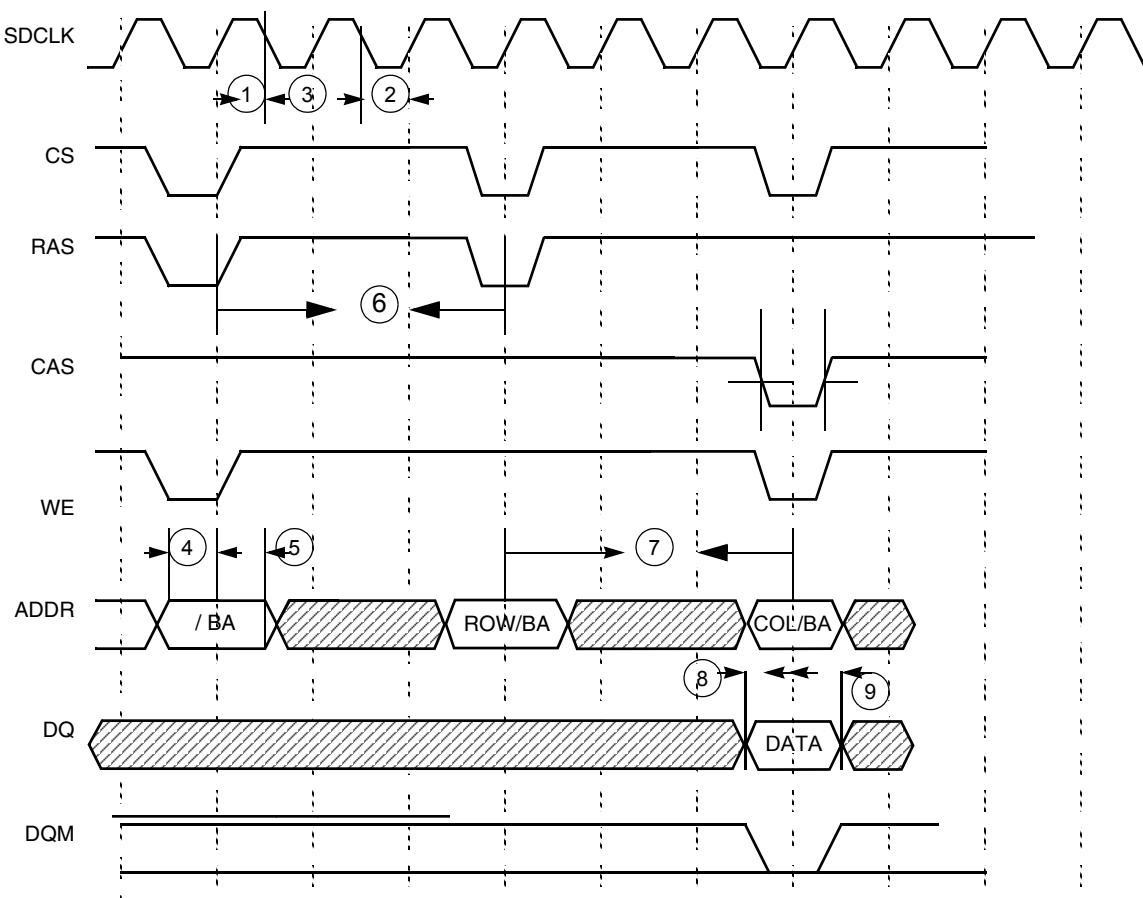 SDCLK
1 3 2
CS
RAS
6
CAS
WE
4 5 7
ADDR / BA ROW/BA COL/BA
8 9
DQ DATA
DQM